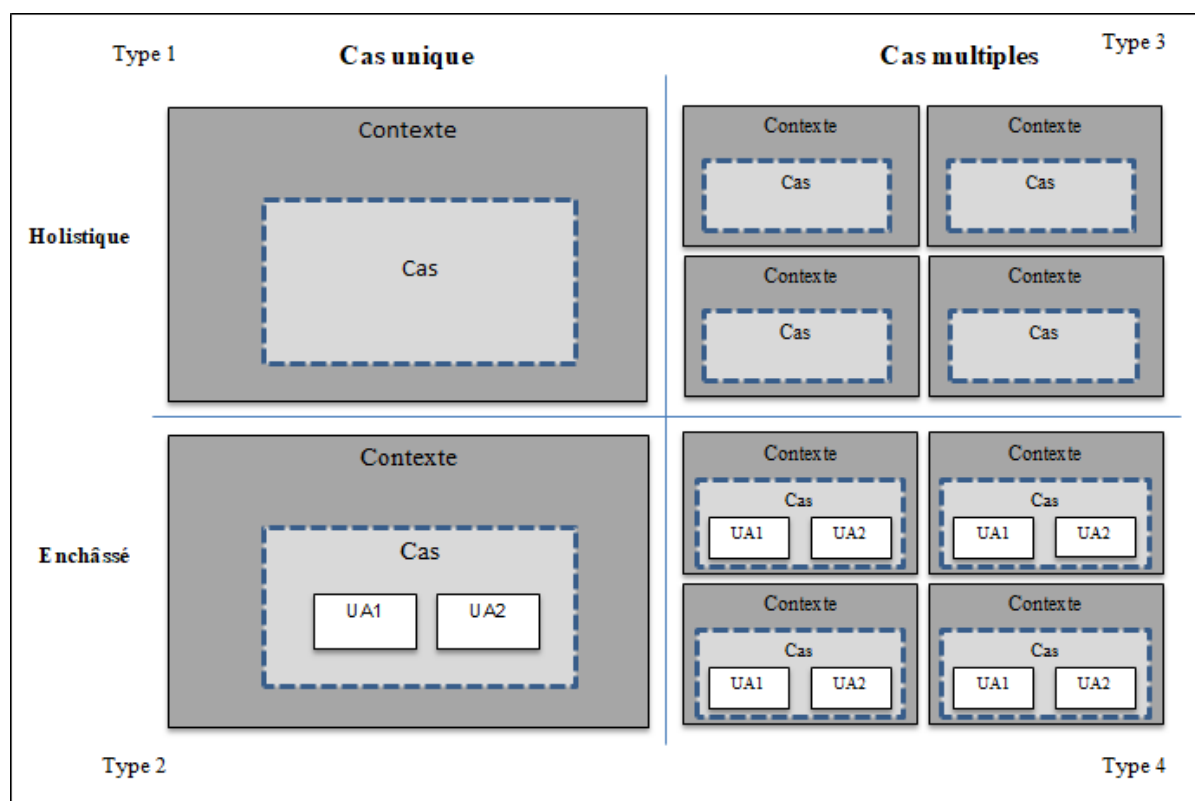 Type 1
Cas unique
Cas multiples
Type 3
Holistique
Contexte
Cas
Contexte
Cas
Contexte
Cas
Contexte
Cas
Contexte
Cas
Enchâssé
Contexte
Cas
UA1 UA2
Contexte
Cas
UA1 UA2
Contexte
Cas
UA1 UA2
Contexte
Cas
UA1 UA2
Contexte
Cas
UA1 UA2
Type 2
Type 4